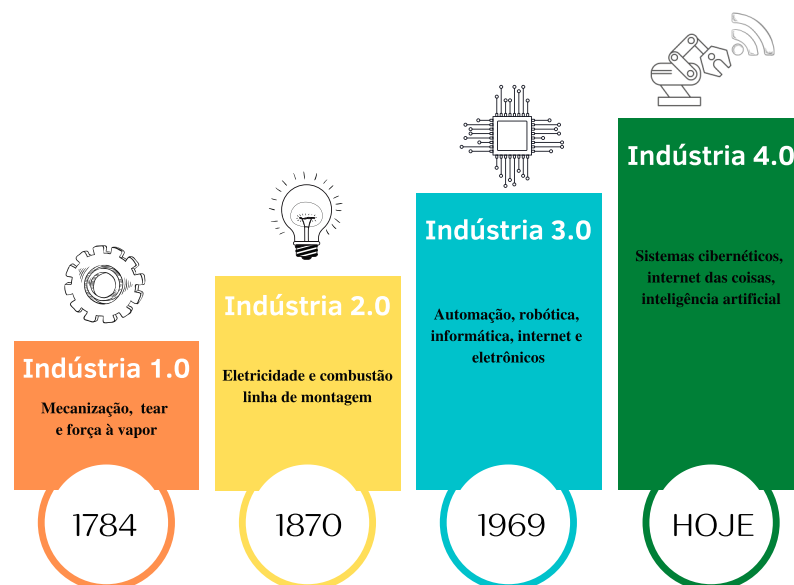 Indústria 1.0
Mecanização, tear
e força à vapor
1784
Indústria 2.0
Eletricidade e combustão
linha de montagem
1870
Indústria 3.0
Automação, robótica,
informática, internet e
eletrônicos
1969
Indústria 4.0
Sistemas cibernéticos,
internet das coisas,
inteligência artificial
HOJE